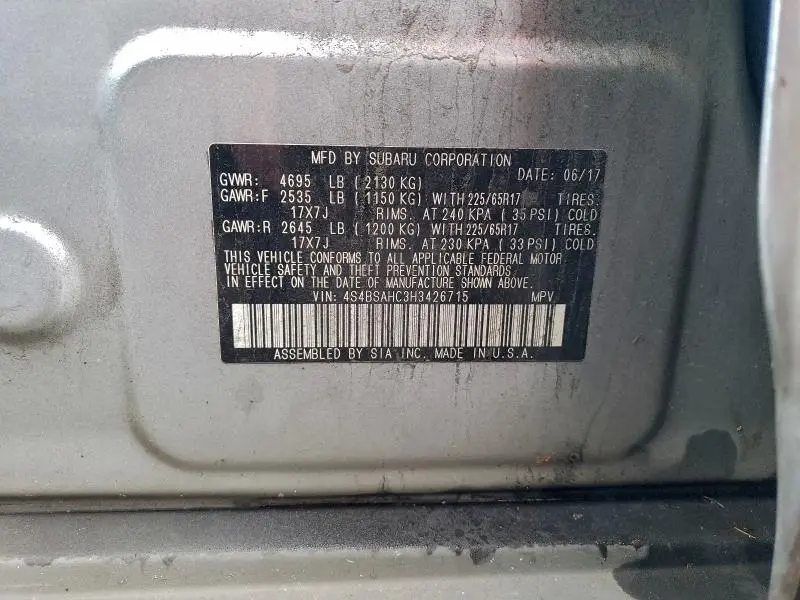 MFD BY SUBARU CORPORATION
DATE: 06/17
GVWR: 4695 LB (2130 KG)
GAWR:F 2535 LB (1150 KG) WITH 225/65R17 TIRES.
17X7J RIMS. AT 240 KPA (35 PSI) COLD
GAWR:R 2645 LB (1200 KG) WITH 225/65R17 TIRES.
17X7J RIMS. AT 230 KPA (33 PSI) COLD
THIS VEHICLE CONFORMS TO ALL APPLICABLE FEDERAL MOTOR
VEHICLE SAFETY AND THEFT PREVENTION STANDARDS
IN EFFECT ON THE DATE OF MANUFACTURE SHOWN ABOVE.
VIN: 4S4BSAHC3H3426715 MPV
ASSEMBLED BY SIA INC. MADE IN U.S.A.